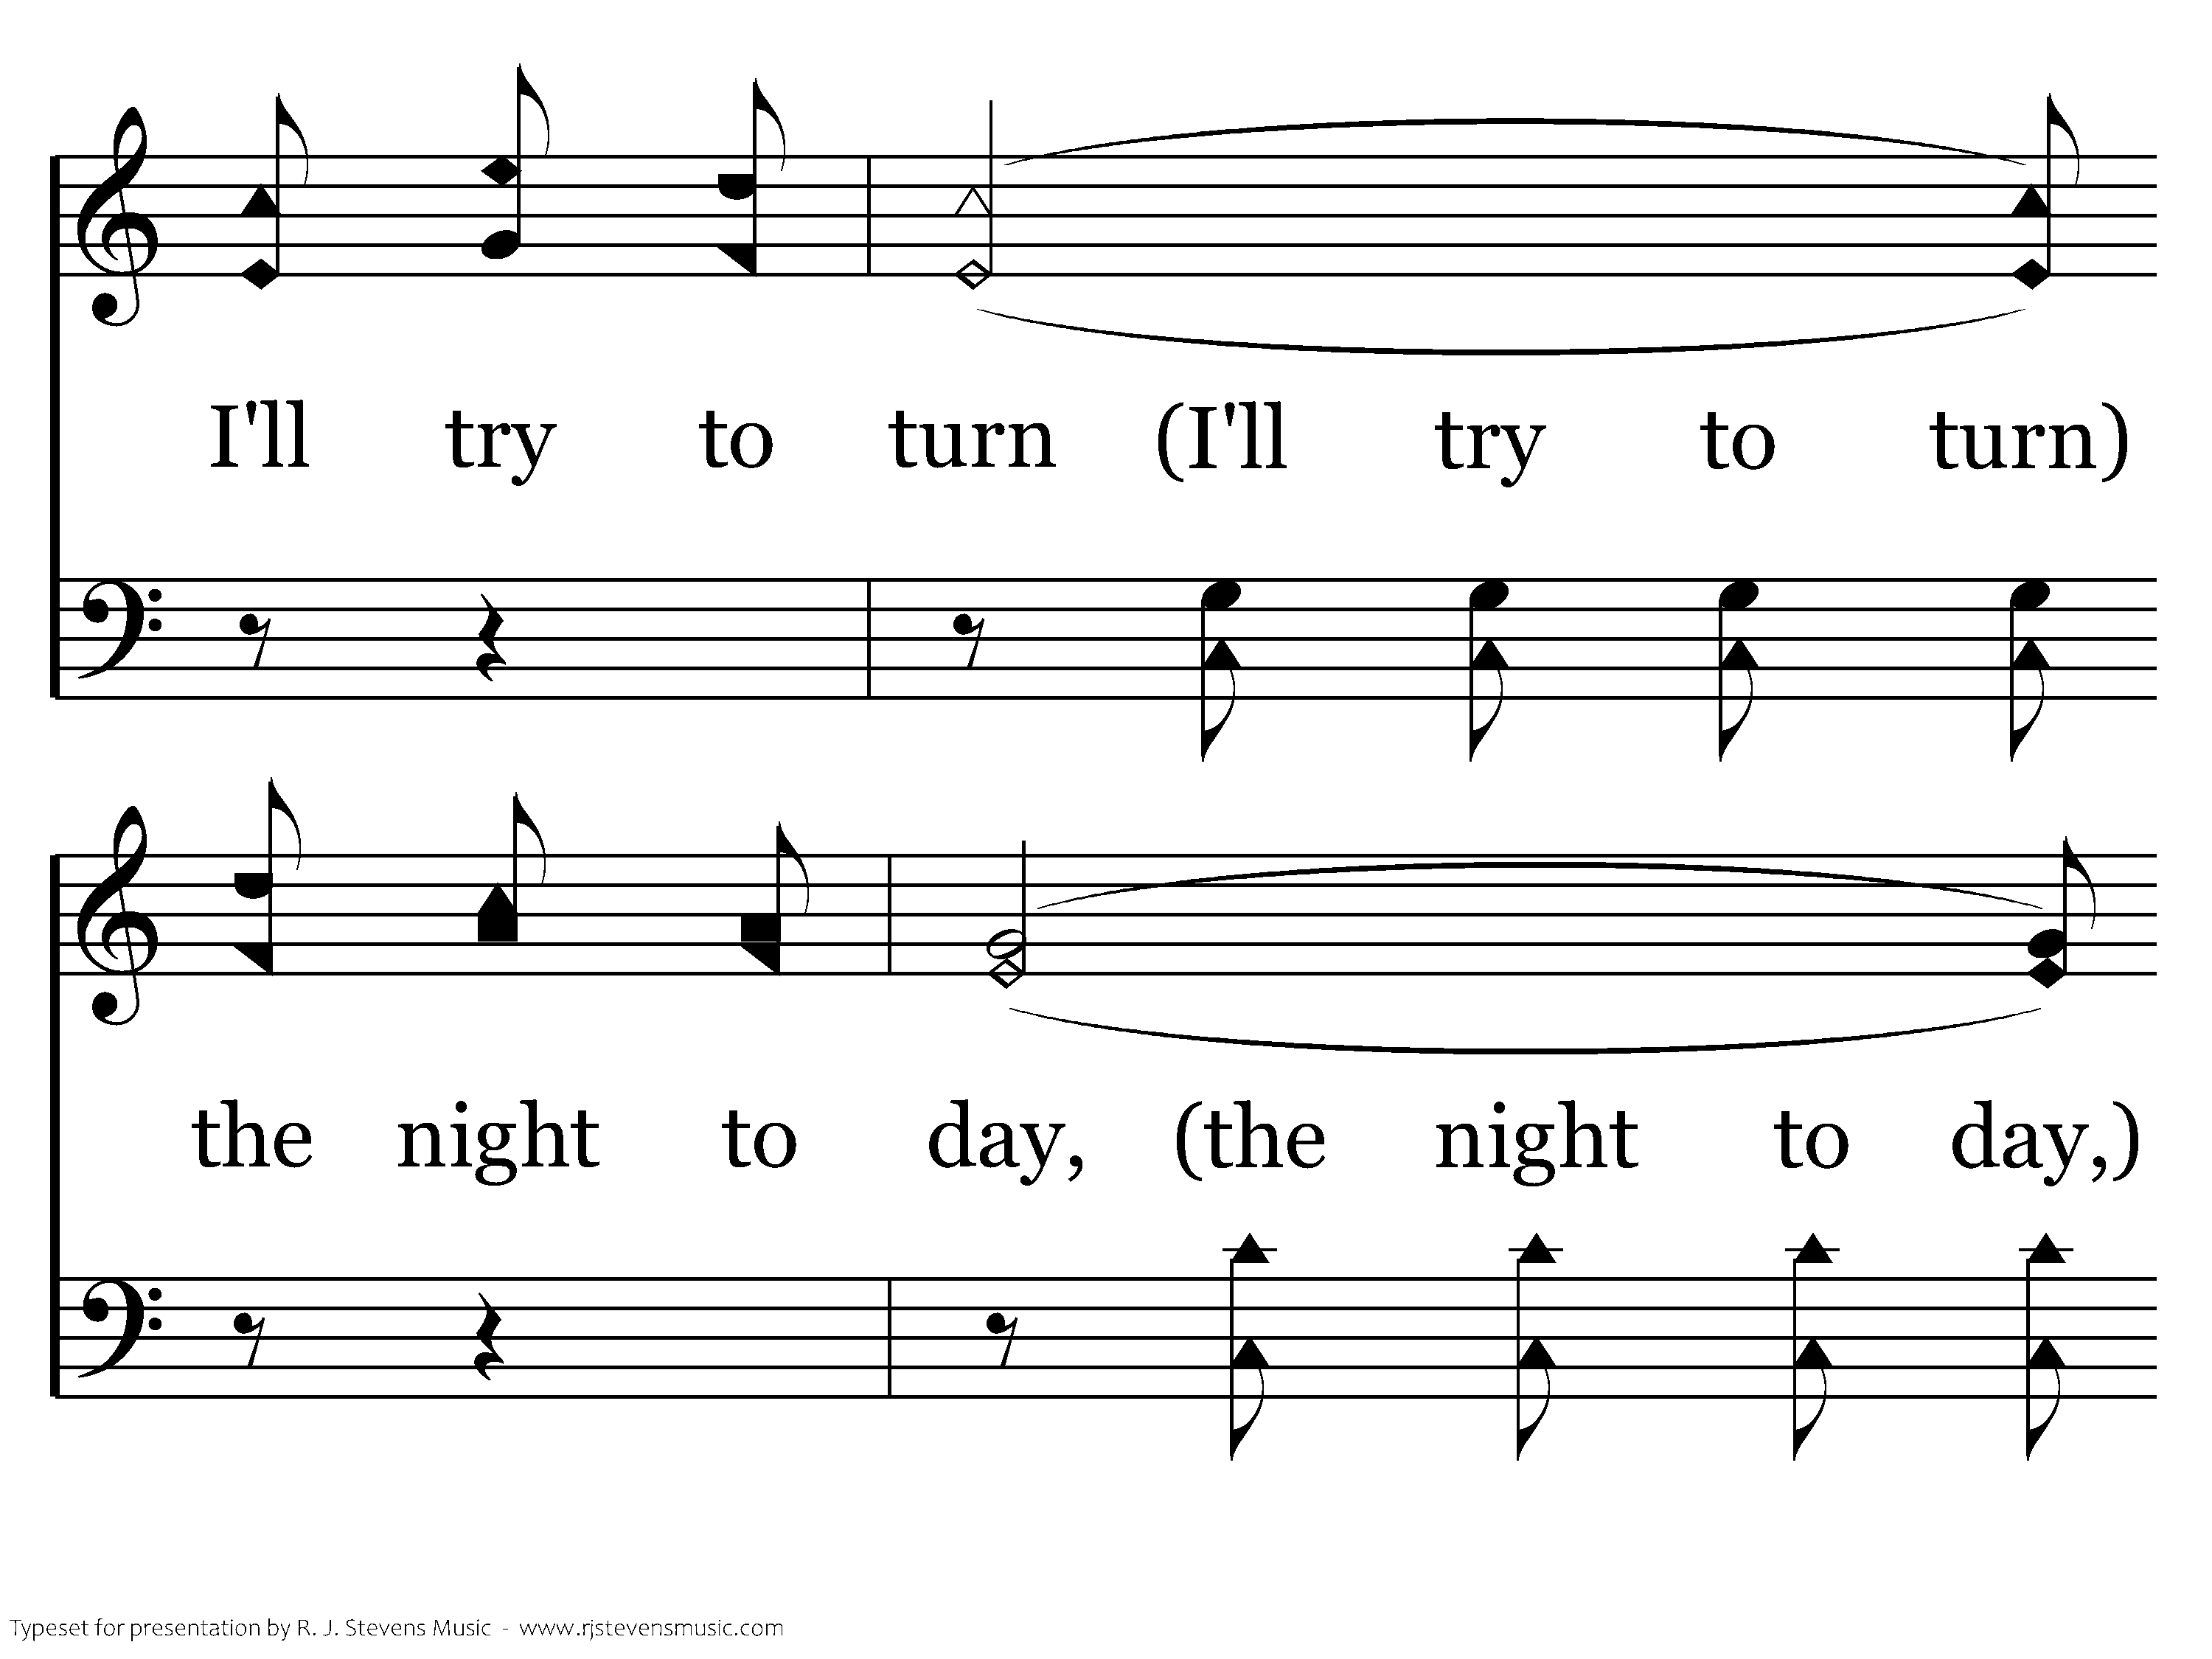 I'll try to turn (I'll try to turn)
the night to day, (the night to day,)
Typeset for presentation by R. J. Stevens Music - www.rjstevensmusic.com